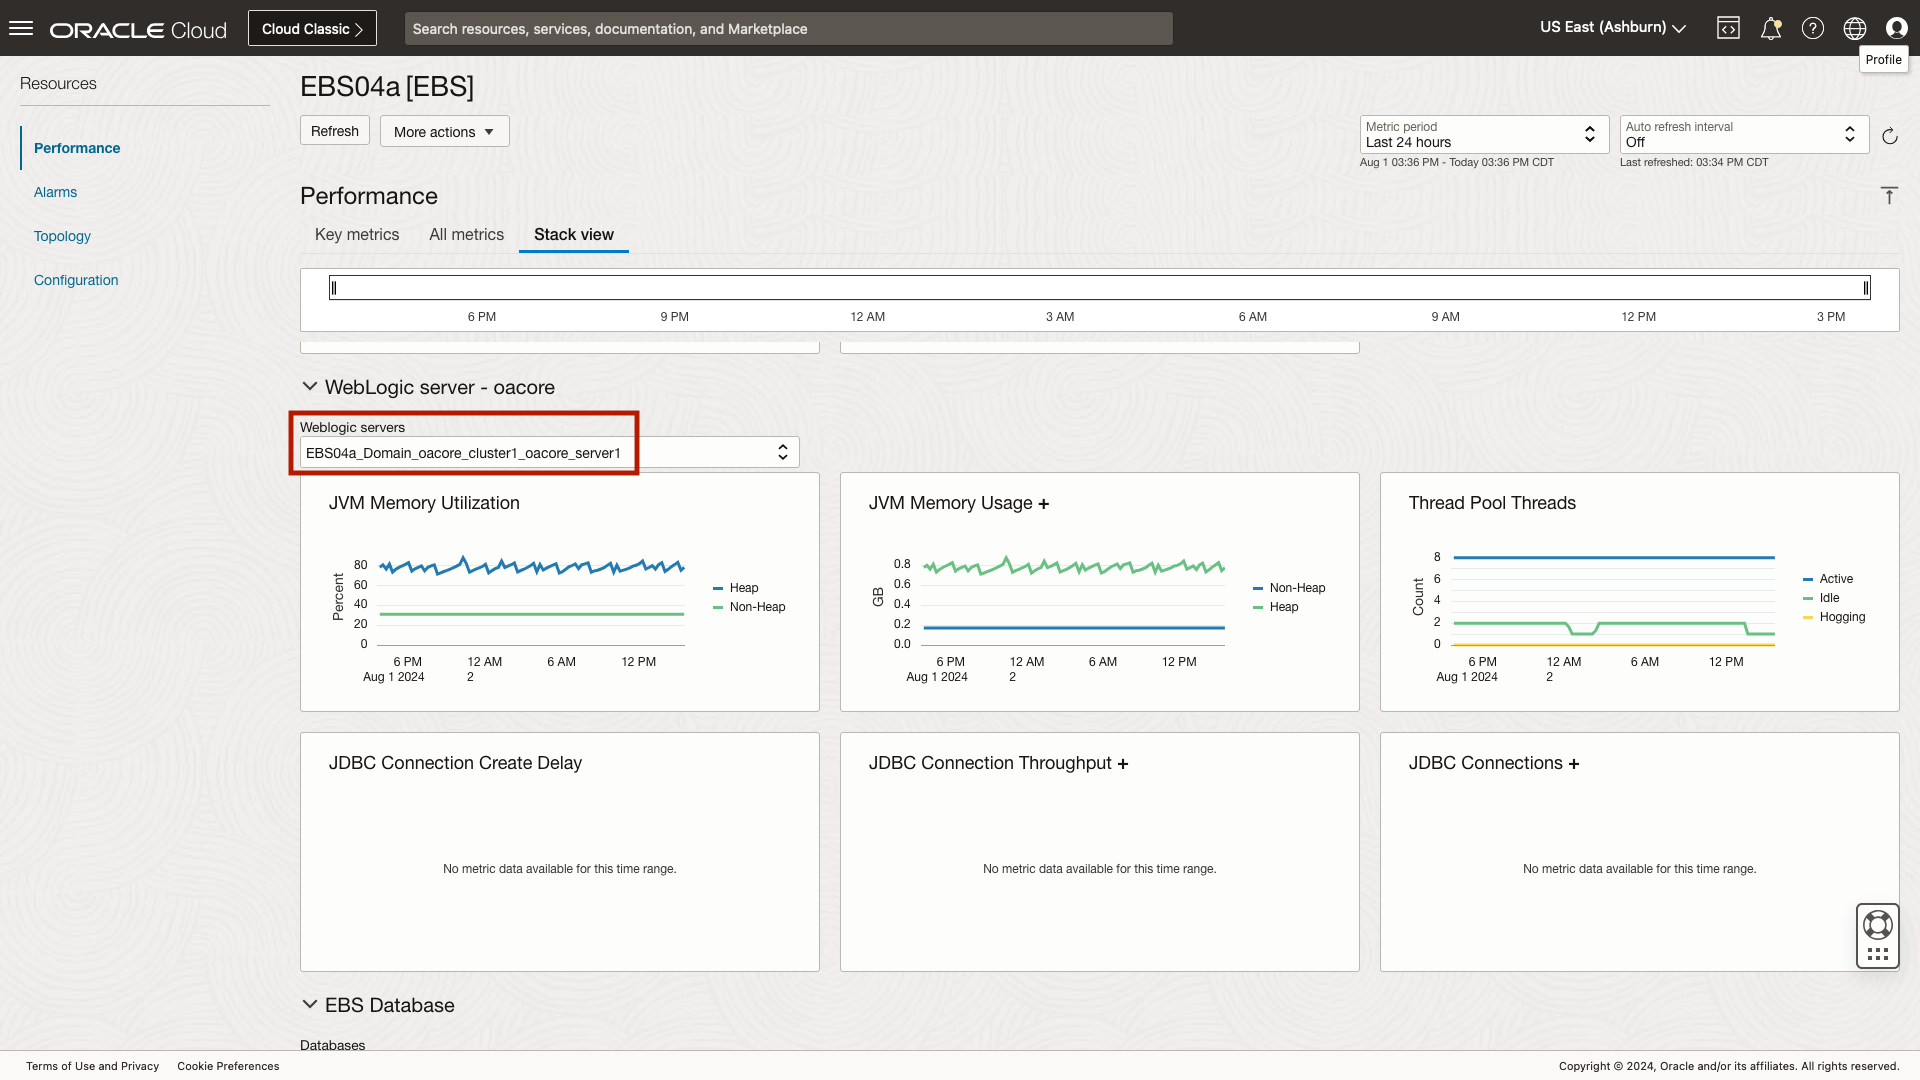 ORACLE Cloud
Cloud Classic >
Search resources, services, documentation, and Marketplace
US East (Ashburn)
Profile
Resources
Performance
Alarms
Topology
Configuration
EBS04a [EBS]
Refresh
More actions
Metric period
Last 24 hours
Aug 1 03:36 PM - Today 03:36 PM CDT
Auto refresh interval
Off
Last refreshed: 03:34 PM CDT
Performance
Key metrics
All metrics
Stack view
6 PM 9 PM 12 AM 3 AM 6 AM 9 AM 12 PM 3 PM
WebLogic server - oacore
Weblogic servers
EBS04a_Domain_oacore_cluster1_oacore_server1
JVM Memory Utilization
Percent
80
60
40
20
0
6 PM 12 AM 6 AM 12 PM
Aug 1 2024 2
Heap
Non-Heap
JVM Memory Usage +
GB
0.8
0.6
0.4
0.2
0.0
6 PM 12 AM 6 AM 12 PM
Aug 1 2024 2
Non-Heap
Heap
Thread Pool Threads
Count
8
6
4
2
0
6 PM 12 AM 6 AM 12 PM
Aug 1 2024 2
Active
Idle
Hogging
JDBC Connection Create Delay
No metric data available for this time range.
JDBC Connection Throughput +
No metric data available for this time range.
JDBC Connections +
No metric data available for this time range.
EBS Database
Databases
Terms of Use and Privacy
Cookie Preferences
Copyright © 2024, Oracle and/or its affiliates. All rights reserved.